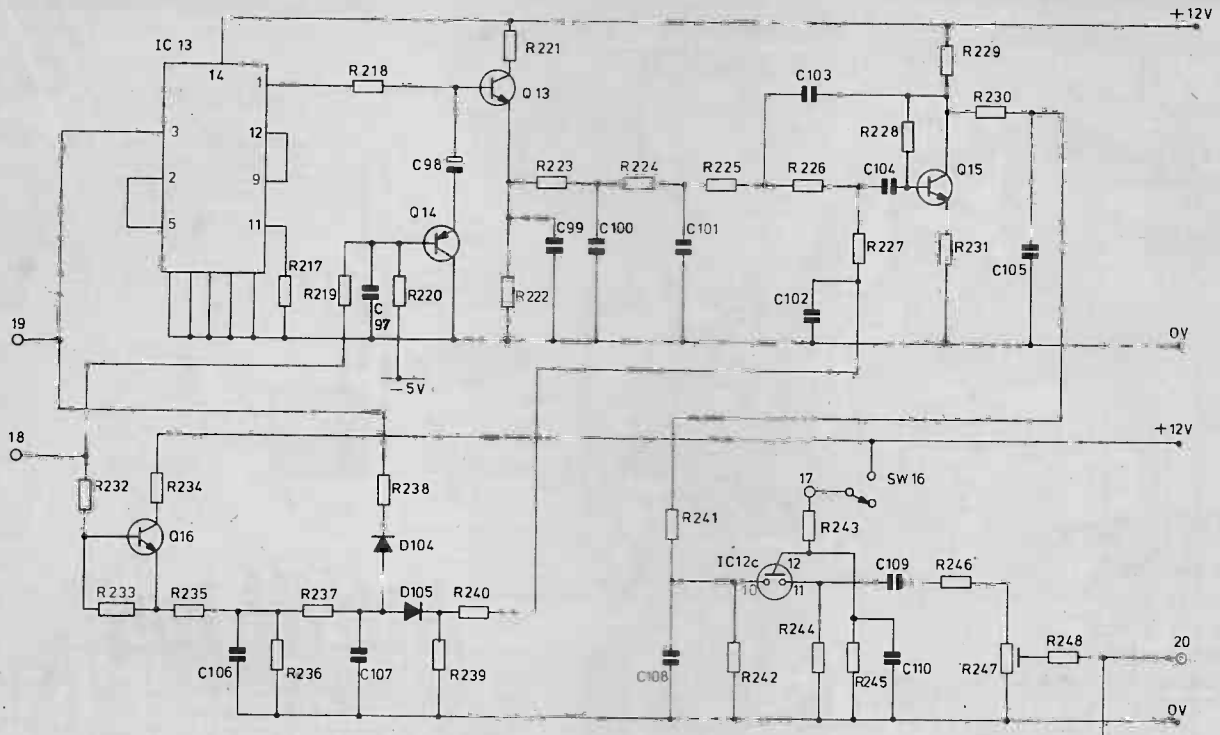 +12V
IC 13
14
1
3
12
2
9
5
11
R218
R221
Q13
C98
Q14
R217
R219
C
97
R220
-5V
R223
R224
R225
R226
C99
C100
C101
R222
C103
R228
C104
Q15
R229
R230
R227
C102
R231
C105
0V
19
18
+12V
R232
R234
Q16
R233
R235
R237
R238
D104
D105
R240
C106
R236
C107
R239
R241
17
SW16
R243
IC12c
12
10
11
C109
R246
C108
R242
R244
R245
C110
R247
R248
20
0V